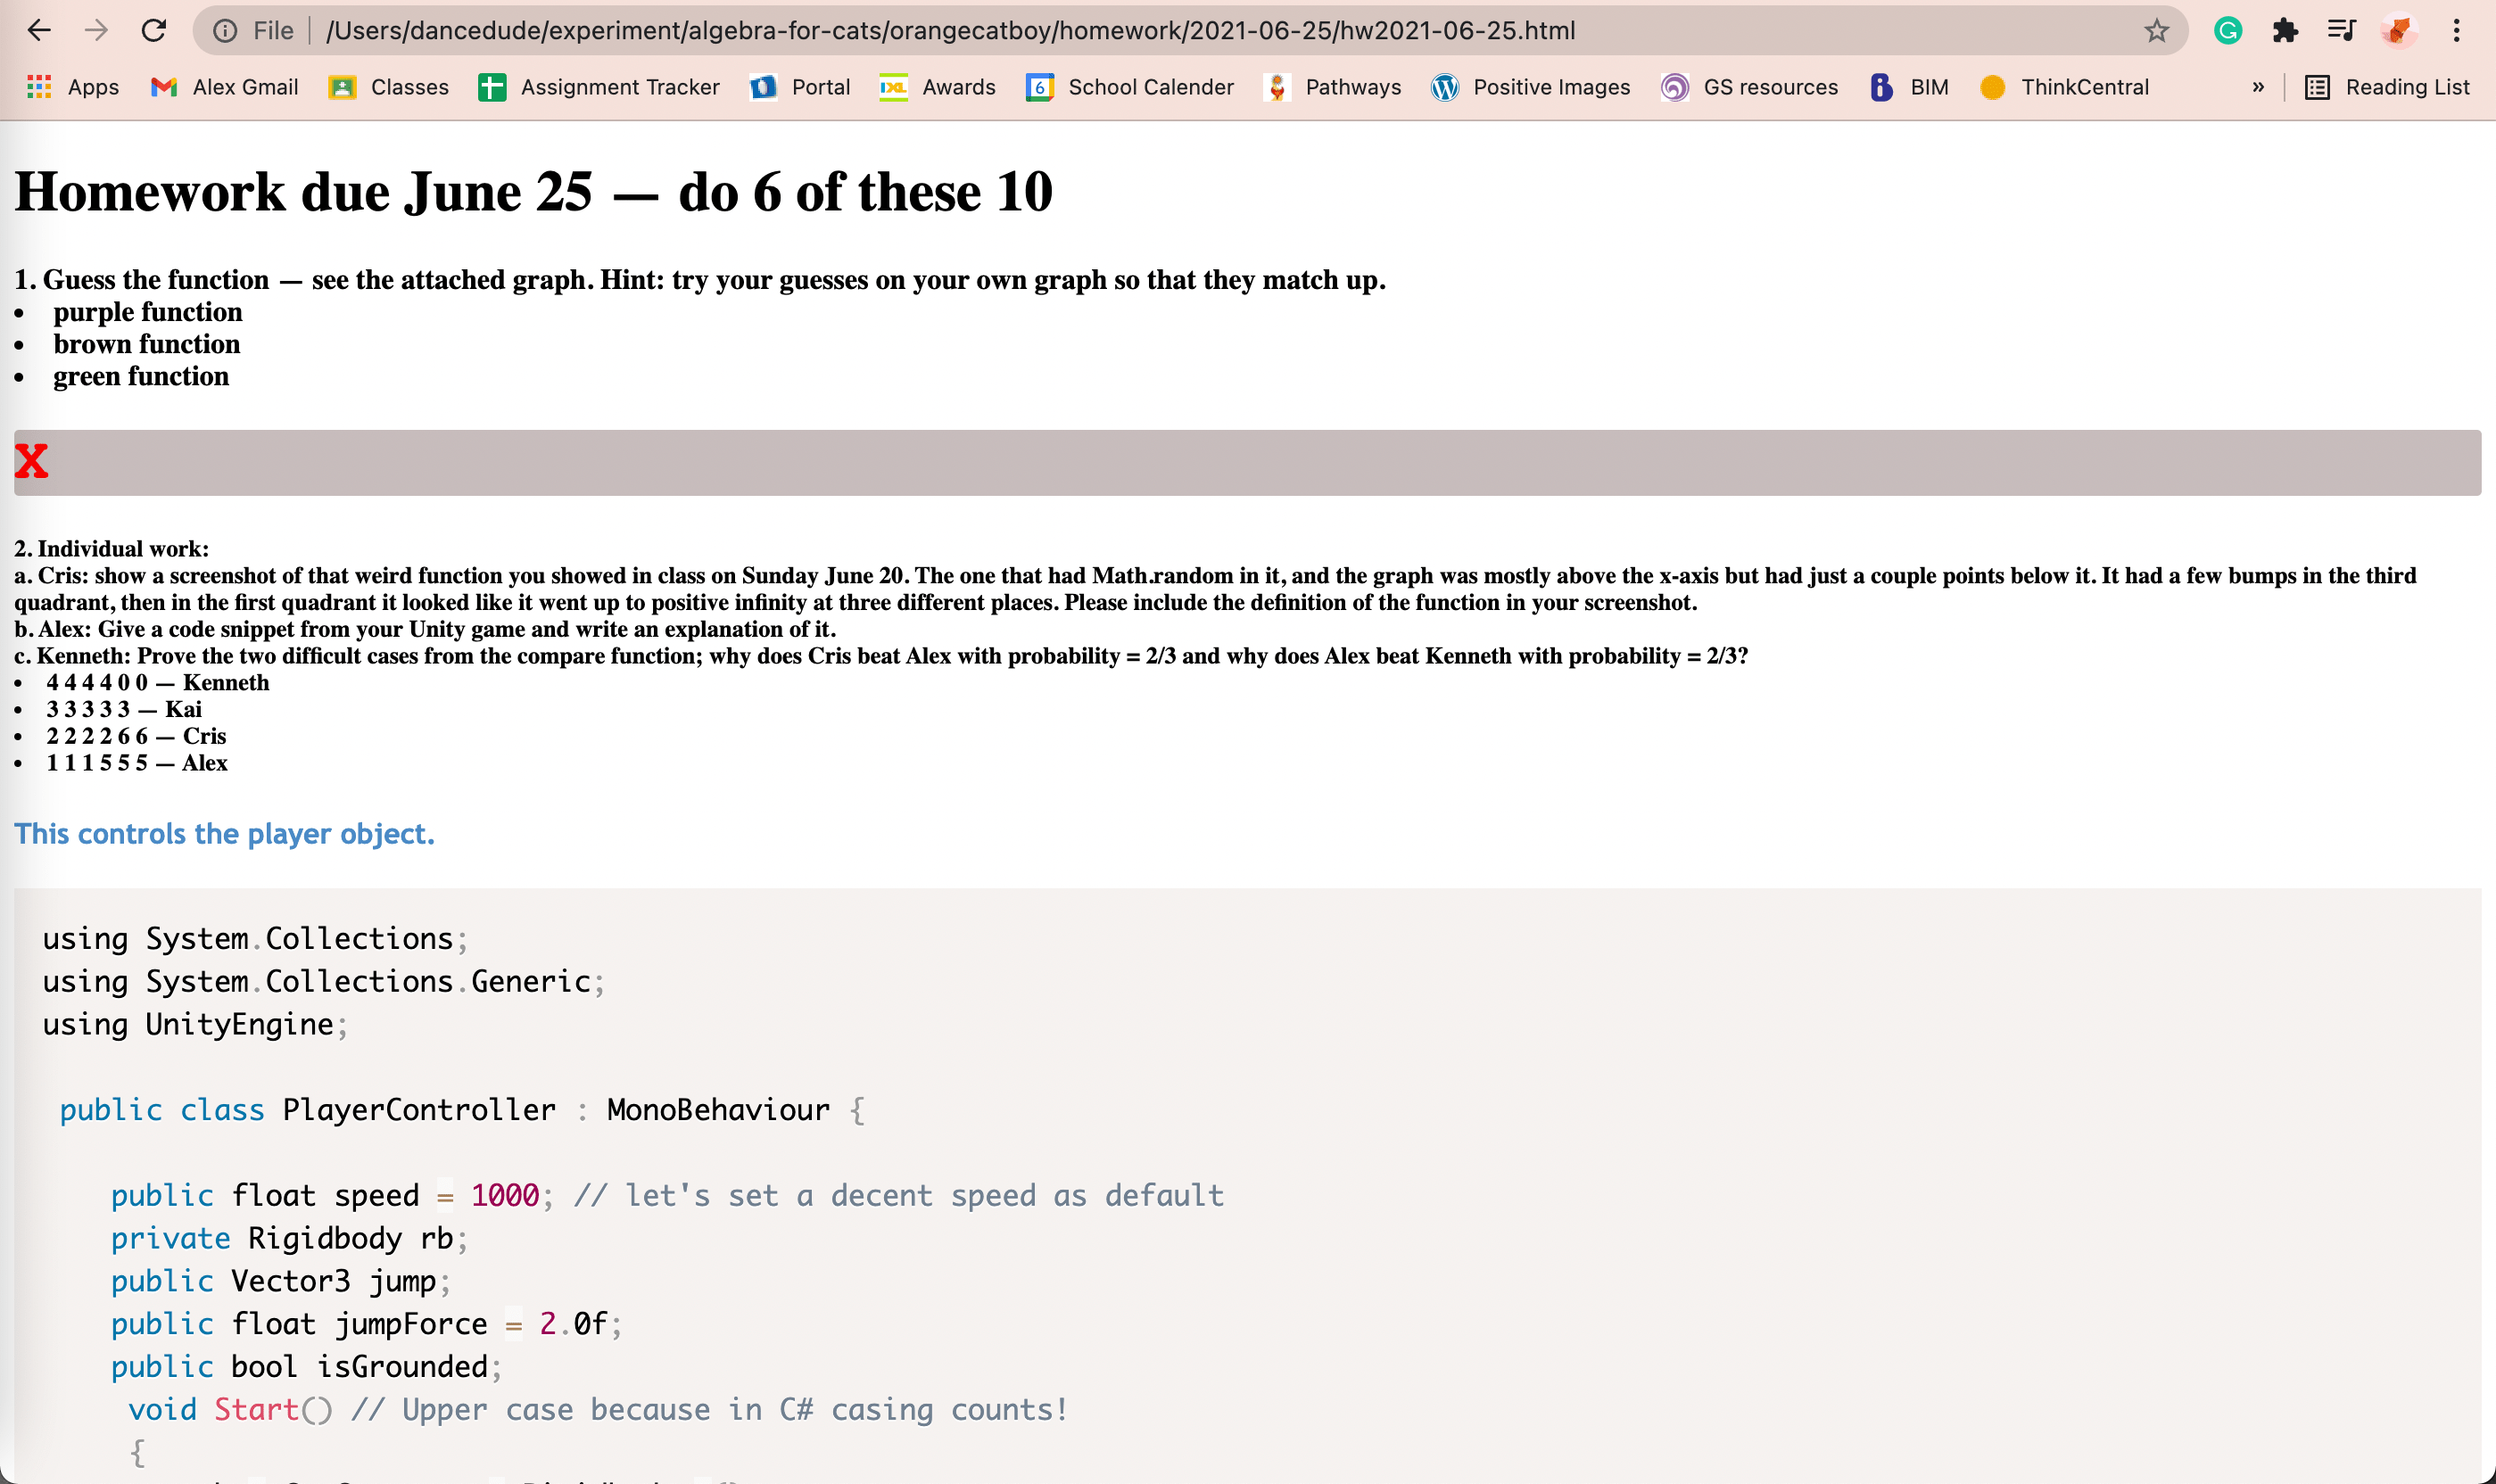 File /Users/dancedude/experiment/algebra-for-cats/orangecatboy/homework/2021-06-25/hw2021-06-25.html
Apps Alex Gmail Classes Assignment Tracker Portal IXL Awards 6 School Calender Pathways Positive Images GS resources BIM ThinkCentral » Reading List
Homework due June 25 — do 6 of these 10
1. Guess the function — see the attached graph. Hint: try your guesses on your own graph so that they match up.
• purple function
• brown function
• green function
X
2. Individual work:
a. Cris: show a screenshot of that weird function you showed in class on Sunday June 20. The one that had Math.random in it, and the graph was mostly above the x-axis but had just a couple points below it. It had a few bumps in the third
quadrant, then in the first quadrant it looked like it went up to positive infinity at three different places. Please include the definition of the function in your screenshot.
b. Alex: Give a code snippet from your Unity game and write an explanation of it.
c. Kenneth: Prove the two difficult cases from the compare function; why does Cris beat Alex with probability = 2/3 and why does Alex beat Kenneth with probability = 2/3?
• 4 4 4 4 0 0 — Kenneth
• 3 3 3 3 3 — Kai
• 2 2 2 2 6 6 — Cris
• 1 1 1 5 5 5 — Alex
This controls the player object.
using System.Collections;
using System.Collections.Generic;
using UnityEngine;
public class PlayerController : MonoBehaviour {
public float speed = 1000; // let's set a decent speed as default
private Rigidbody rb;
public Vector3 jump;
public float jumpForce = 2.0f;
public bool isGrounded;
void Start() // Upper case because in C# casing counts!
{